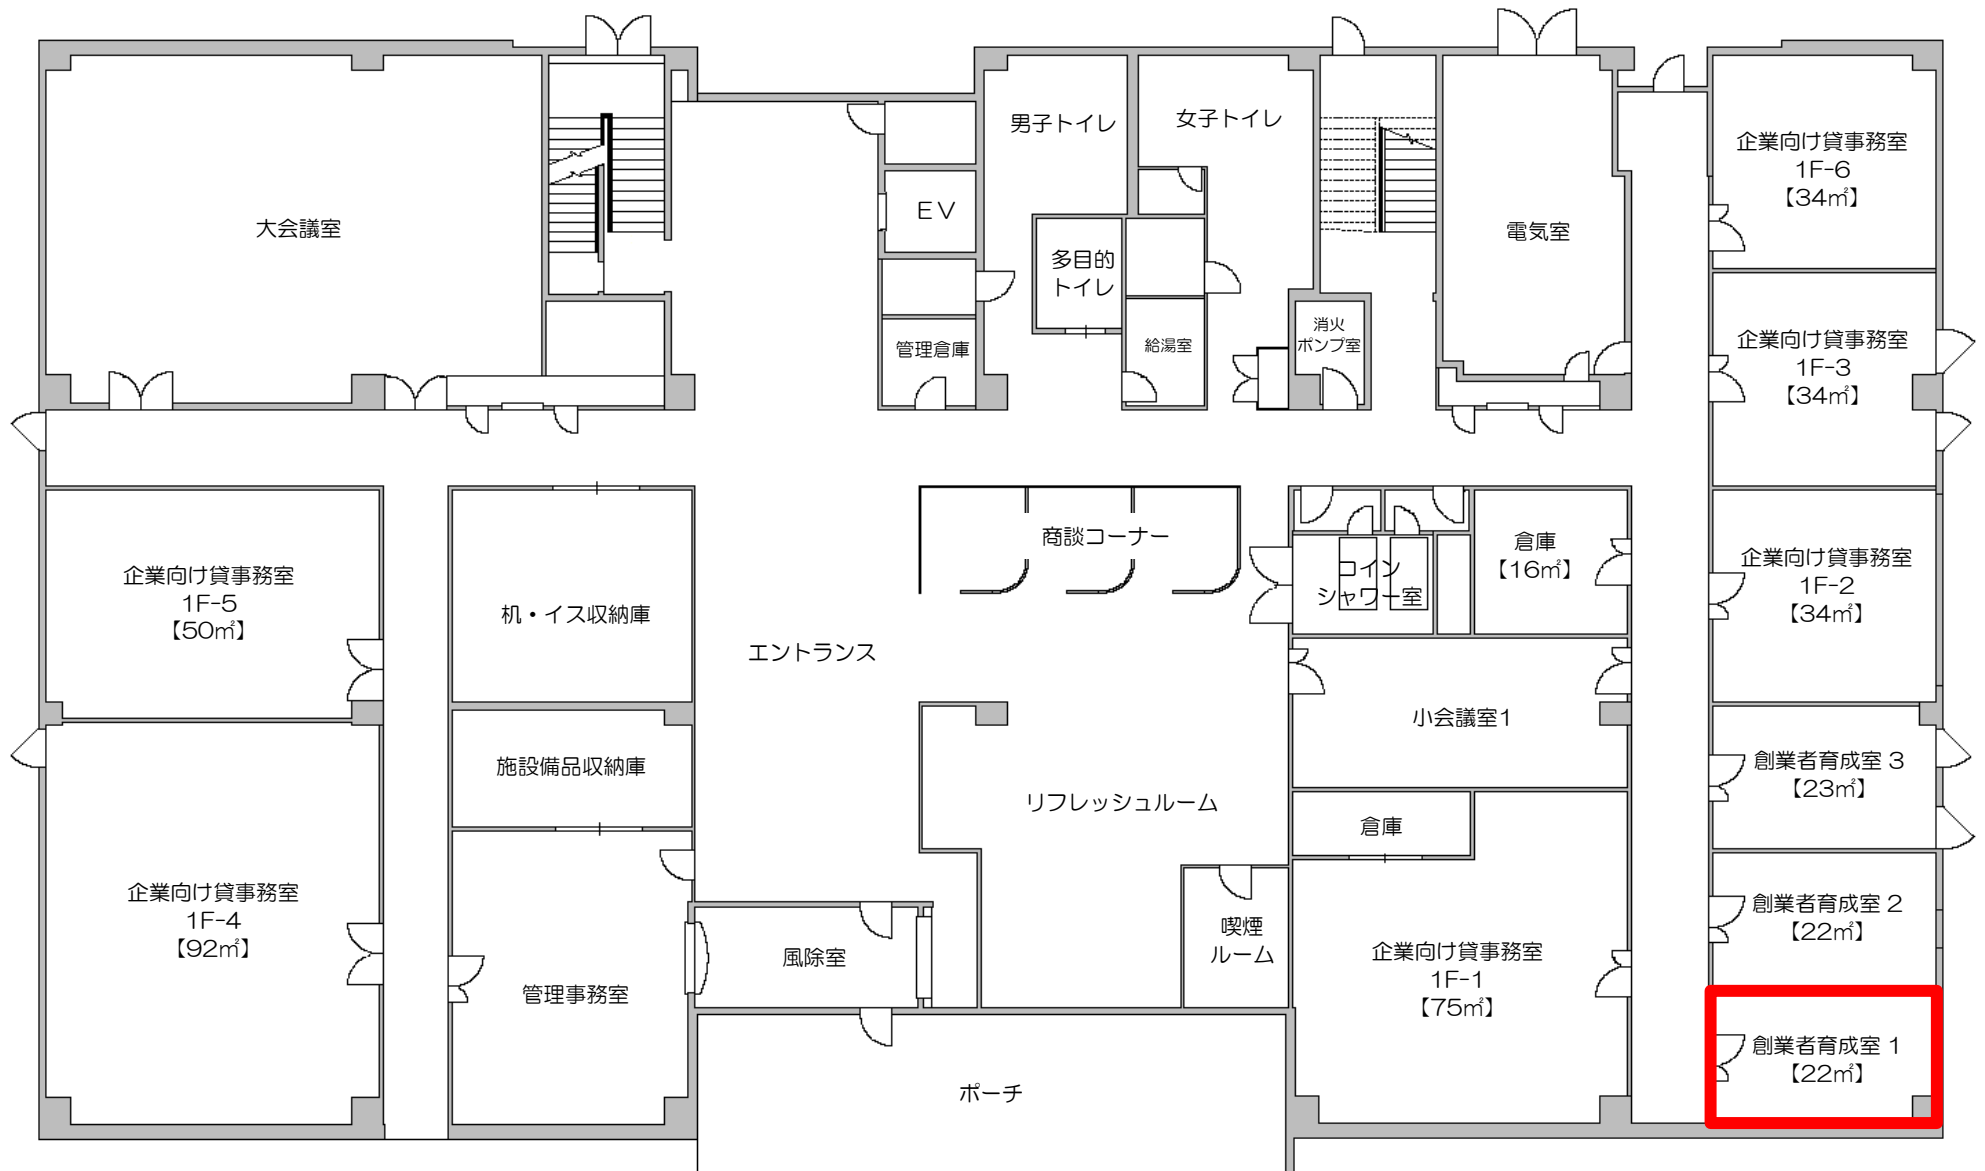 大会議室
男子トイレ
女子トイレ
EV
多目的
トイレ
管理倉庫
給湯室
消火
ポンプ室
電気室
企業向け貸事務室
1F-6
【34㎡】
企業向け貸事務室
1F-3
【34㎡】
企業向け貸事務室
1F-5
【50㎡】
机・イス収納庫
エントランス
商談コーナー
コイン
シャワー室
倉庫
【16㎡】
企業向け貸事務室
1F-2
【34㎡】
施設備品収納庫
リフレッシュルーム
小会議室1
創業者育成室 3
【23㎡】
倉庫
企業向け貸事務室
1F-4
【92㎡】
管理事務室
風除室
喫煙
ルーム
企業向け貸事務室
1F-1
【75㎡】
創業者育成室 2
【22㎡】
創業者育成室 1
【22㎡】
ポーチ